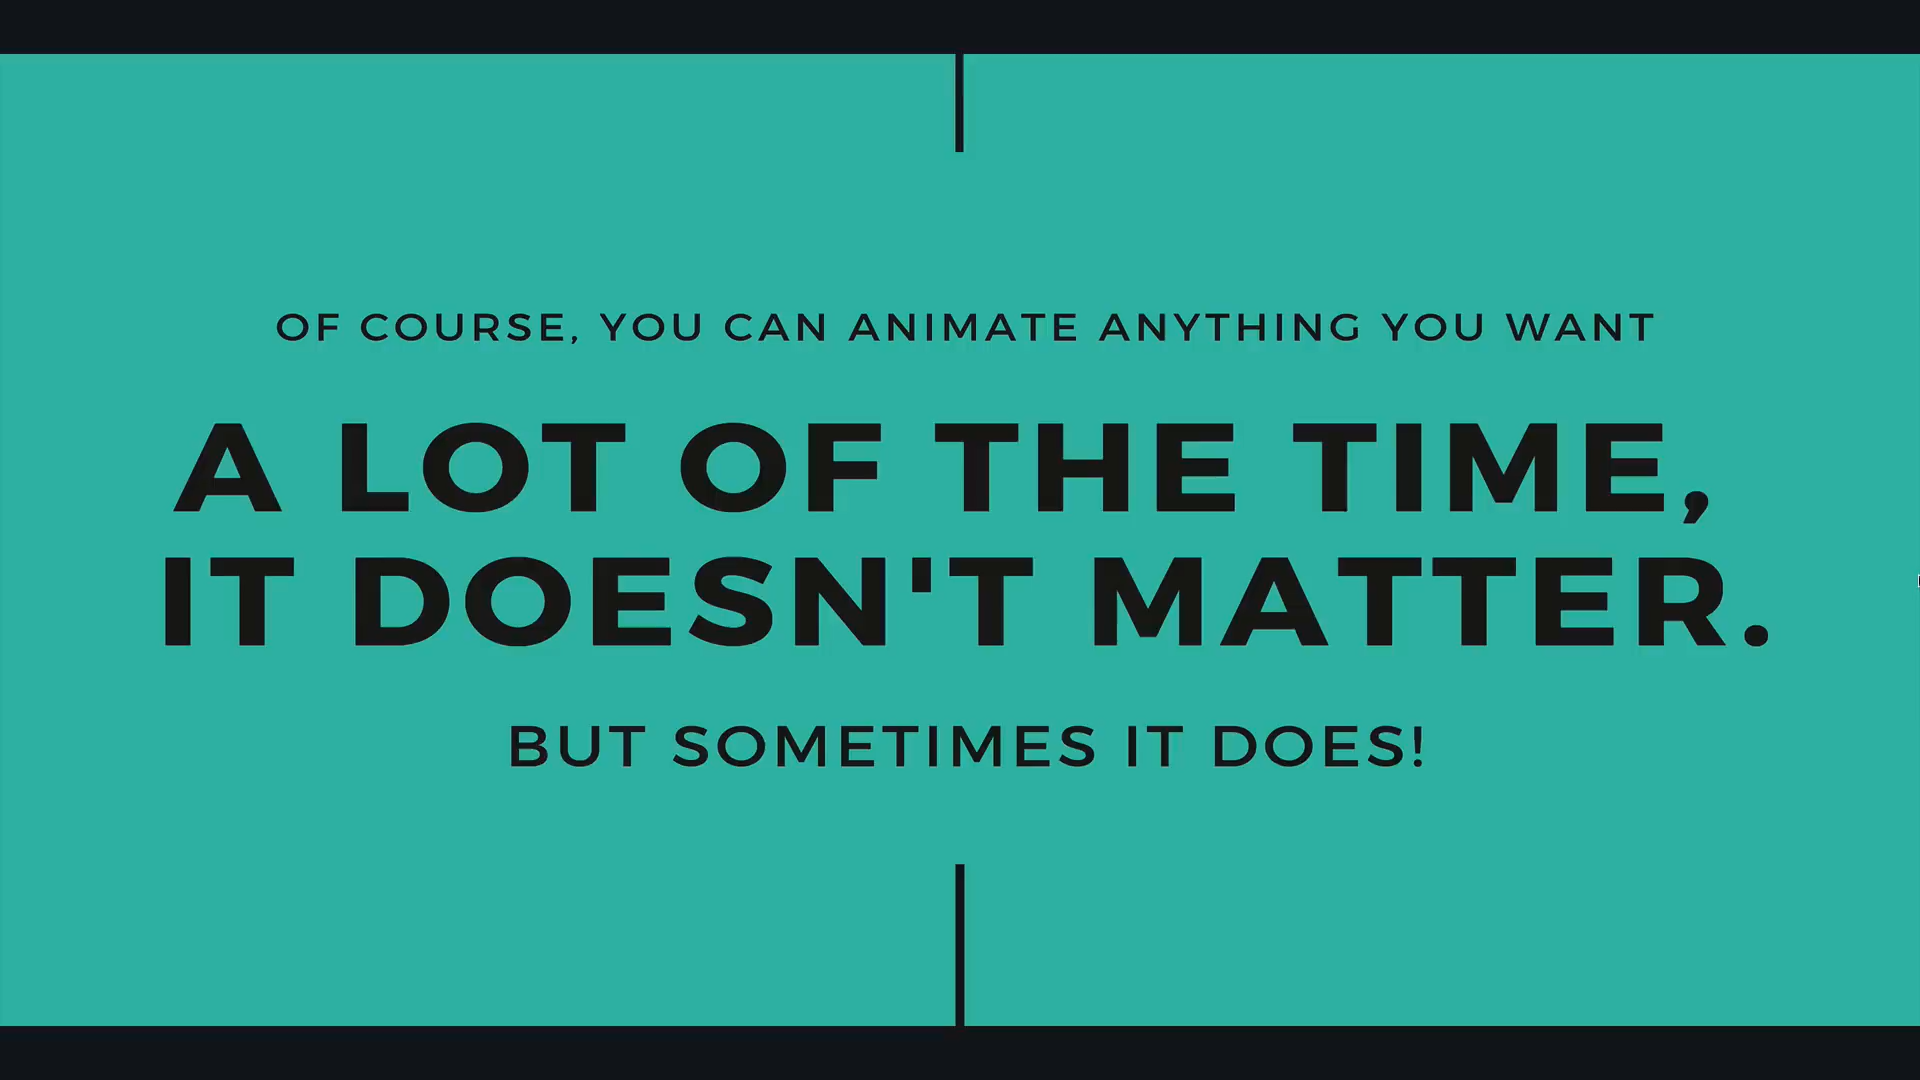 OF COURSE, YOU CAN ANIMATE ANYTHING YOU WANT
A LOT OF THE TIME,
IT DOESN'T MATTER.
BUT SOMETIMES IT DOES!